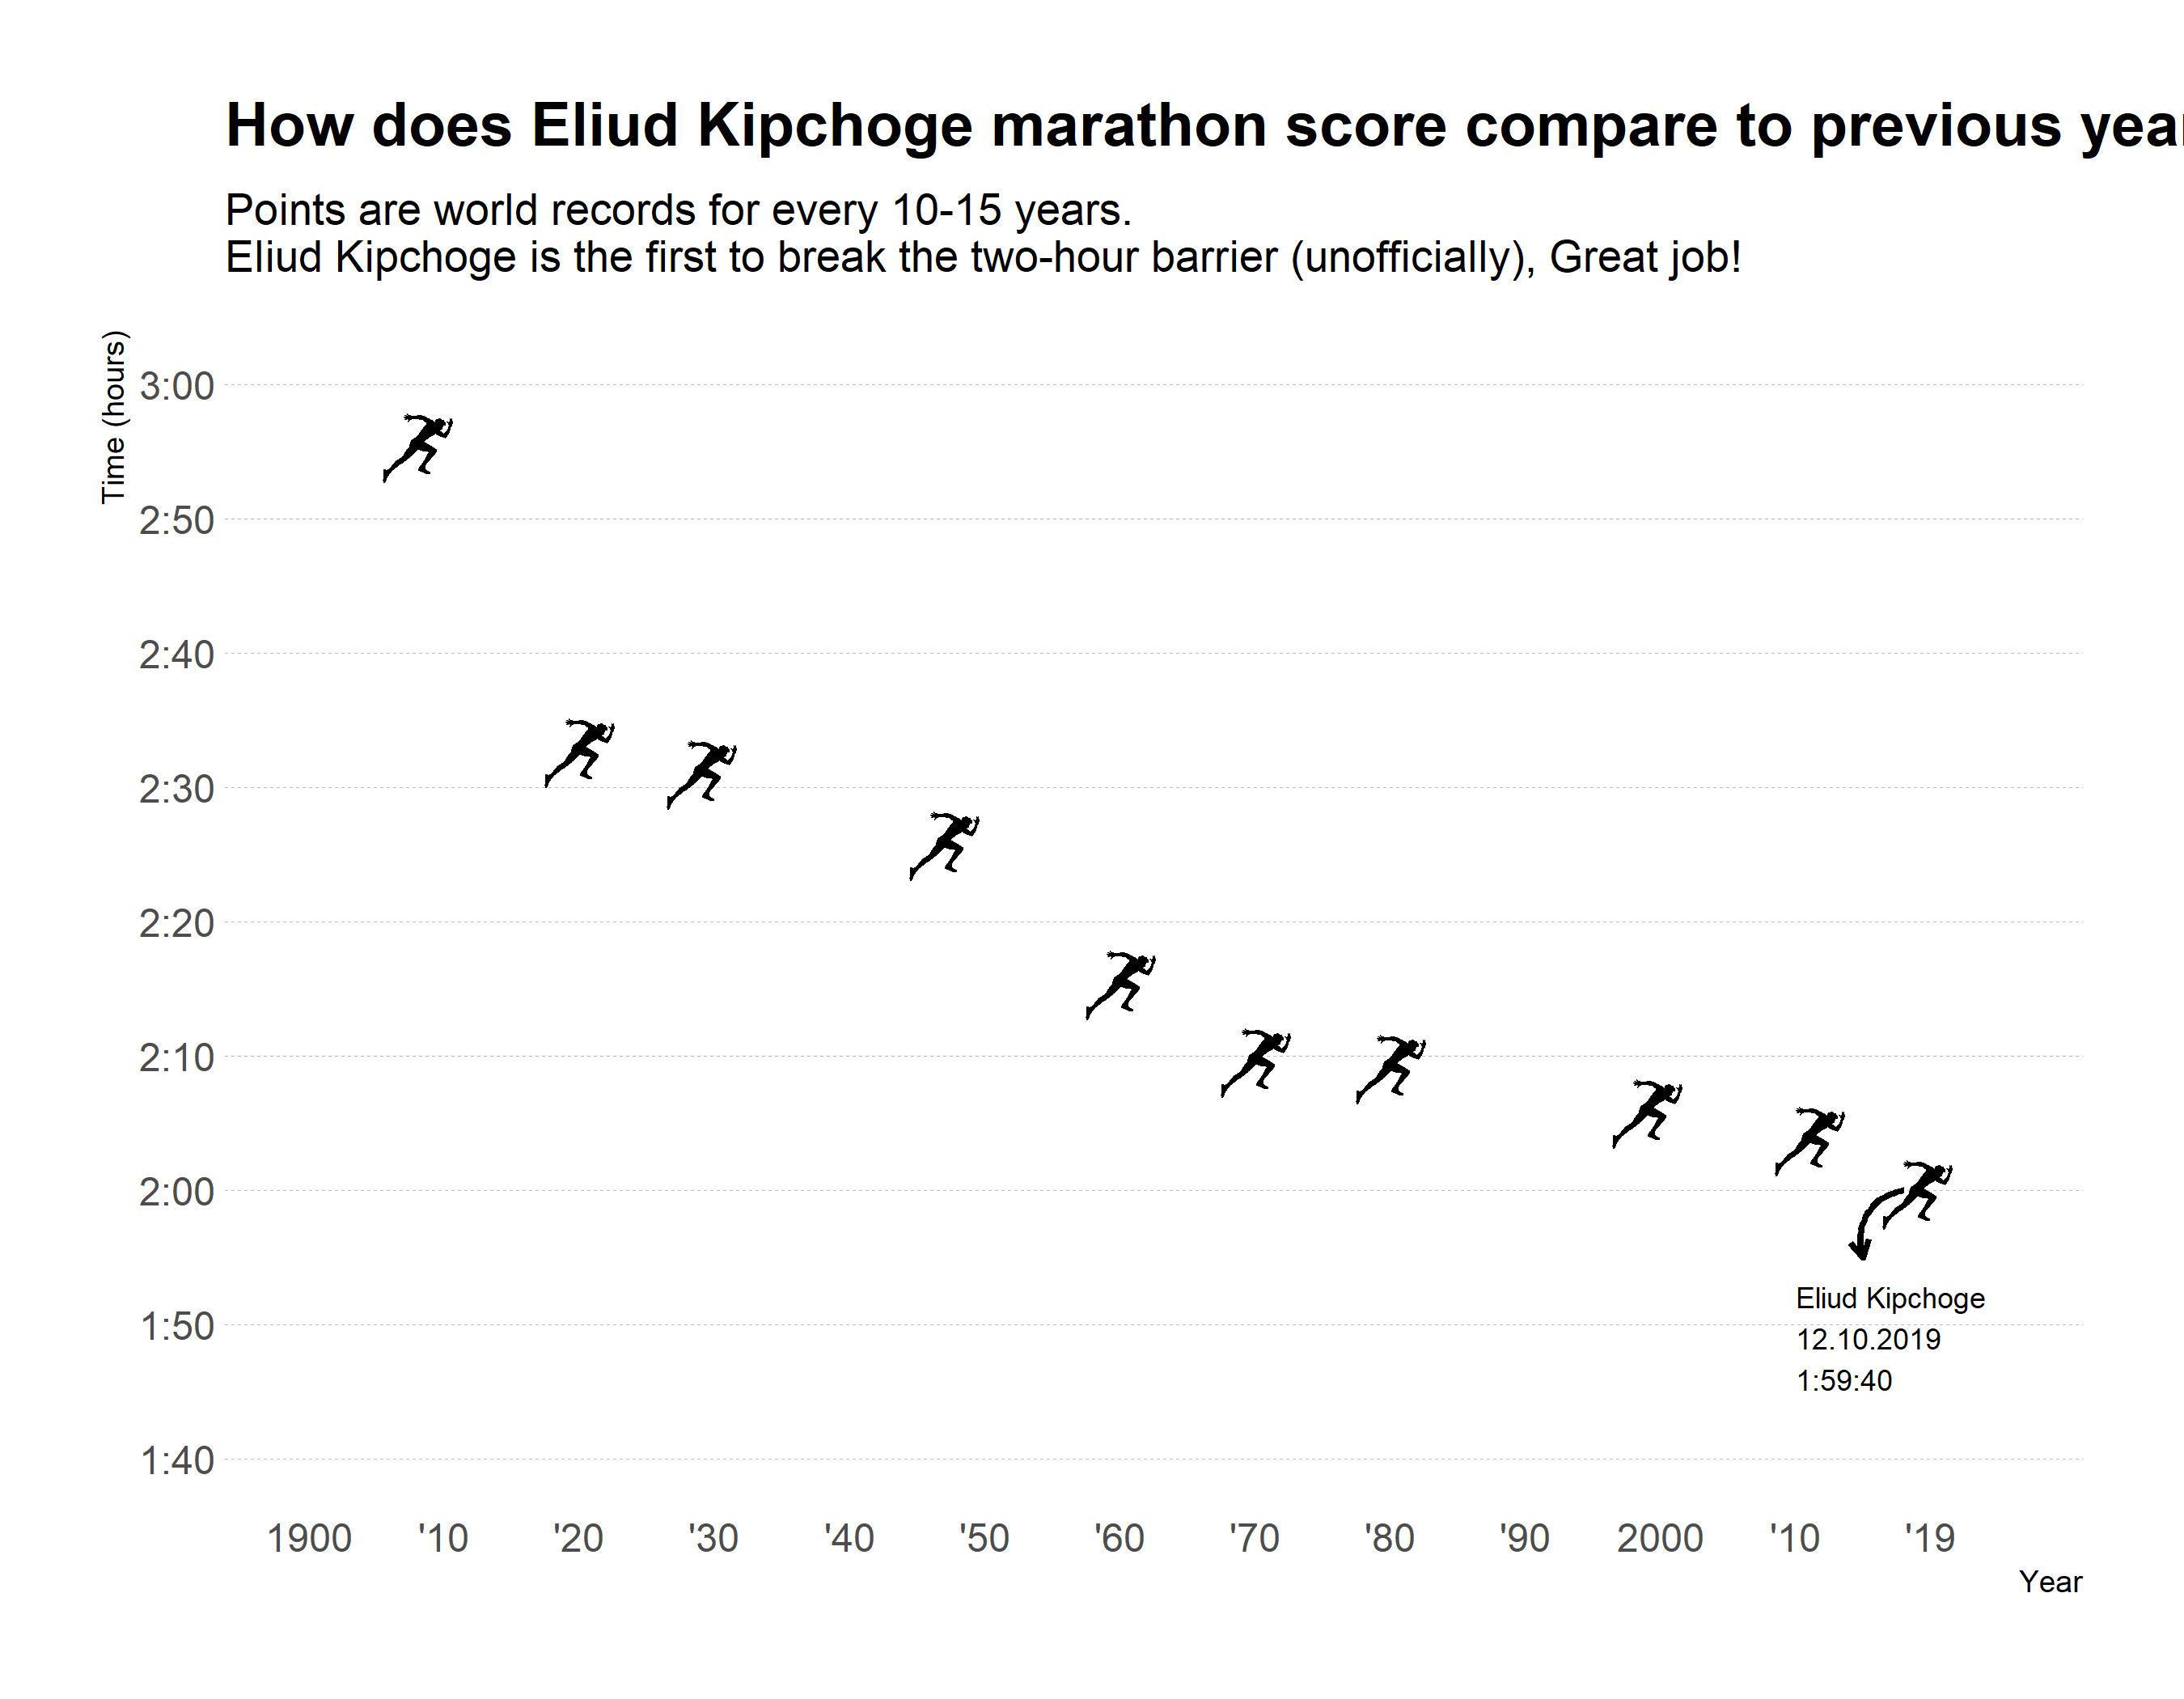 How does Eliud Kipchoge marathon score compare to previous year
Points are world records for every 10-15 years.
Eliud Kipchoge is the first to break the two-hour barrier (unofficially), Great job!
Time (hours)
3:00
2:50
2:40
2:30
2:20
2:10
2:00
1:50
1:40
Eliud Kipchoge
12.10.2019
1:59:40
1900 '10 '20 '30 '40 '50 '60 '70 '80 '90 2000 '10 '19
Year